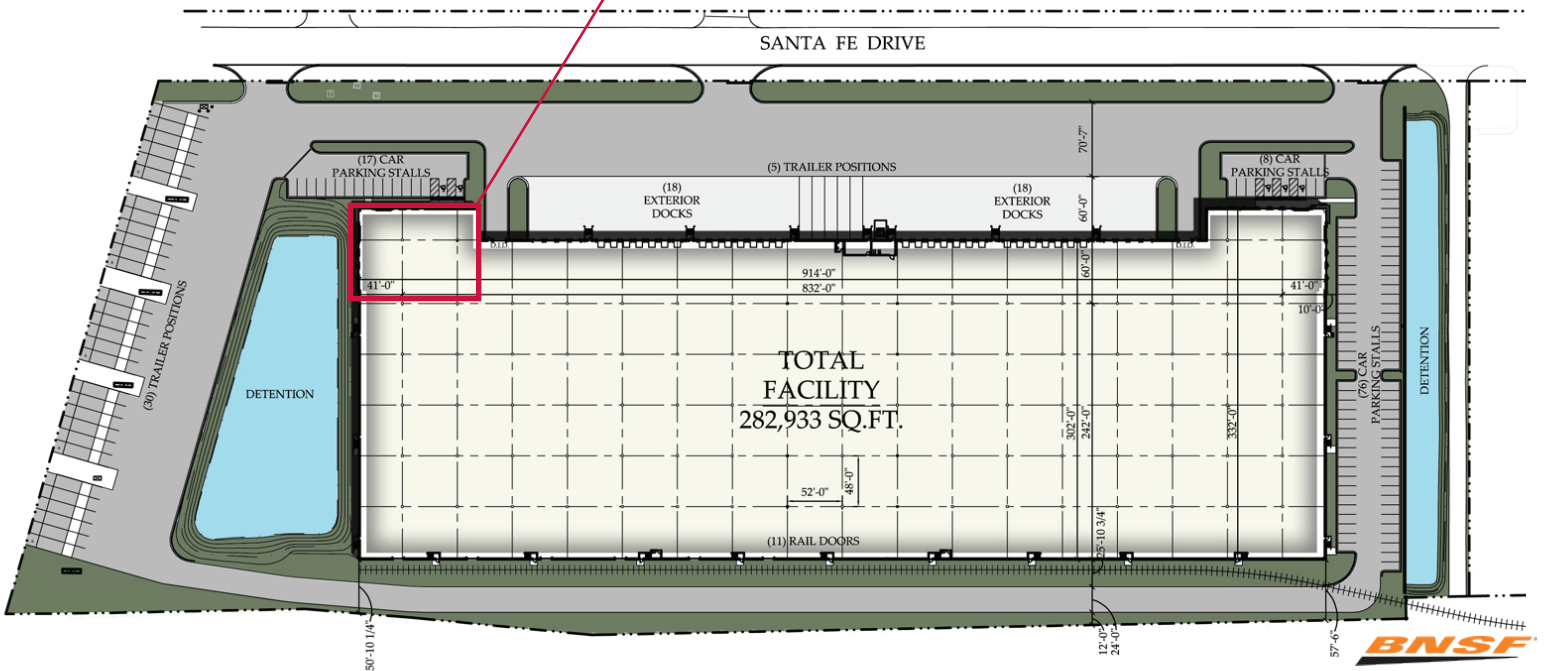 SANTA FE DRIVE
(17) CAR
PARKING STALLS
(5) TRAILER POSITIONS
(8) CAR
PARKING STALLS
70'-7"
(18)
EXTERIOR
DOCKS
(18)
EXTERIOR
DOCKS
60'-0"
60'-0"
914'-0"
41'-0"
832'-0"
41'-0"
10'-0
(30) TRAILER POSITIONS
DETENTION
TOTAL
FACILITY
282,933 SQ.FT.
302'-0"
242'-0"
332'-0"
(76) CAR
PARKING STALLS
DETENTION
52'-0"
48'-0"
(11) RAIL DOORS
25'-10 3/4"
50'-10 1/4"
12'-0"
24'-0"
57'-6"
BNSF